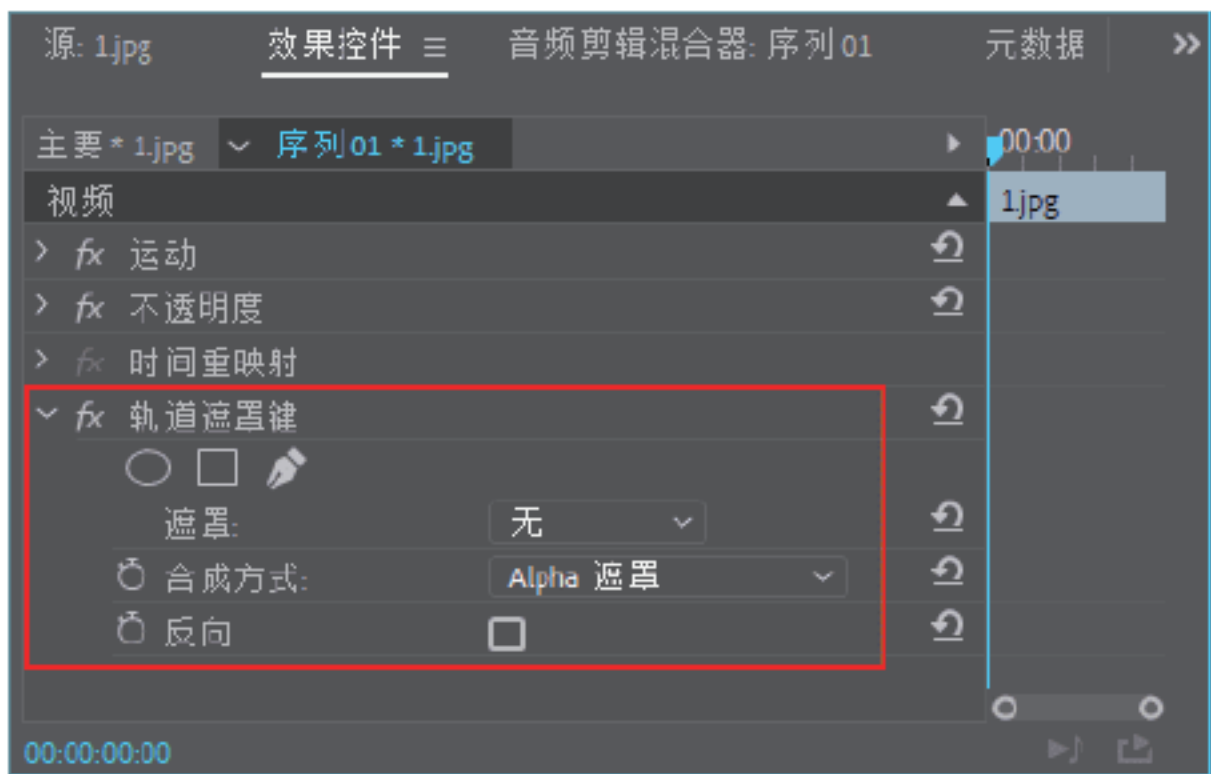 源: 1.jpg 效果控件 音频剪辑混合器: 序列 01 元数据
主要 * 1.jpg 序列 01 * 1.jpg 00:00
视频 1.jpg
fx 运动
fx 不透明度
fx 时间重映射
fx 轨道遮罩键
遮罩: 无
合成方式: Alpha 遮罩
反向
00:00:00:00